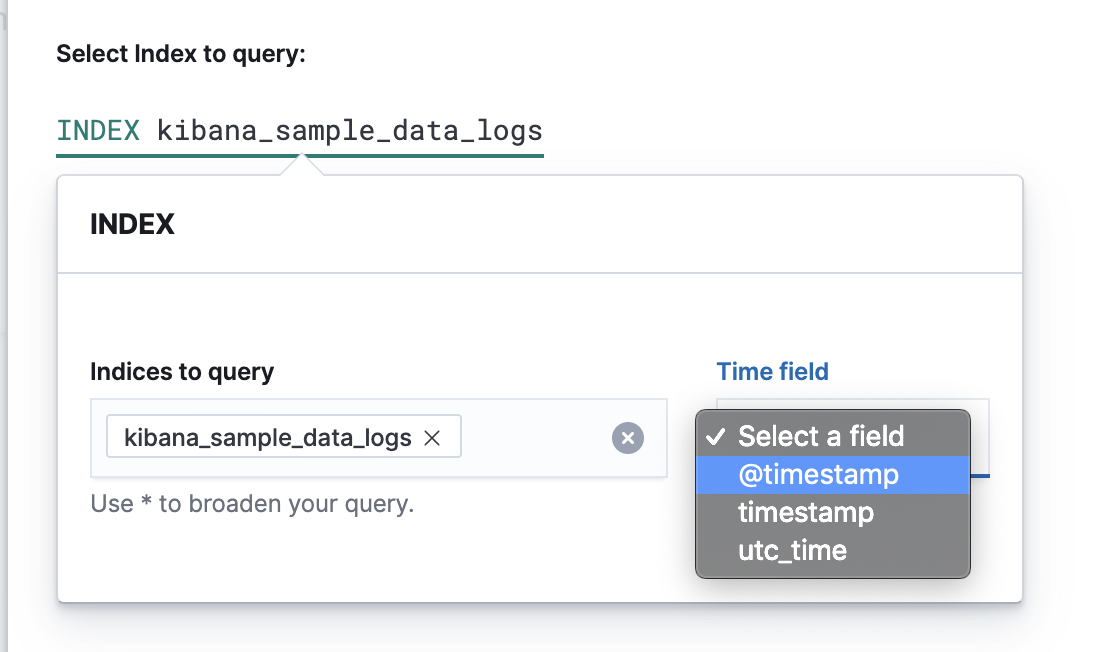 Select Index to query:
INDEX kibana_sample_data_logs
INDEX
Indices to query
Time field
kibana_sample_data_logs
Select a field
@timestamp
timestamp
utc_time
Use * to broaden your query.